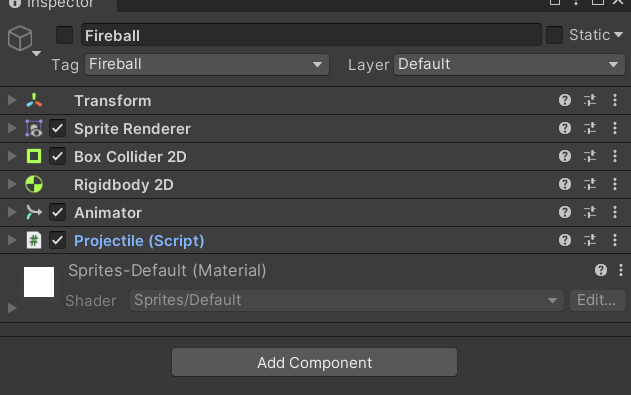 Inspector
Fireball Static
Tag Fireball Layer Default
Transform
Sprite Renderer
Box Collider 2D
Rigidbody 2D
Animator
# Projectile (Script)
Sprites-Default (Material)
Shader Sprites/Default Edit...
Add Component